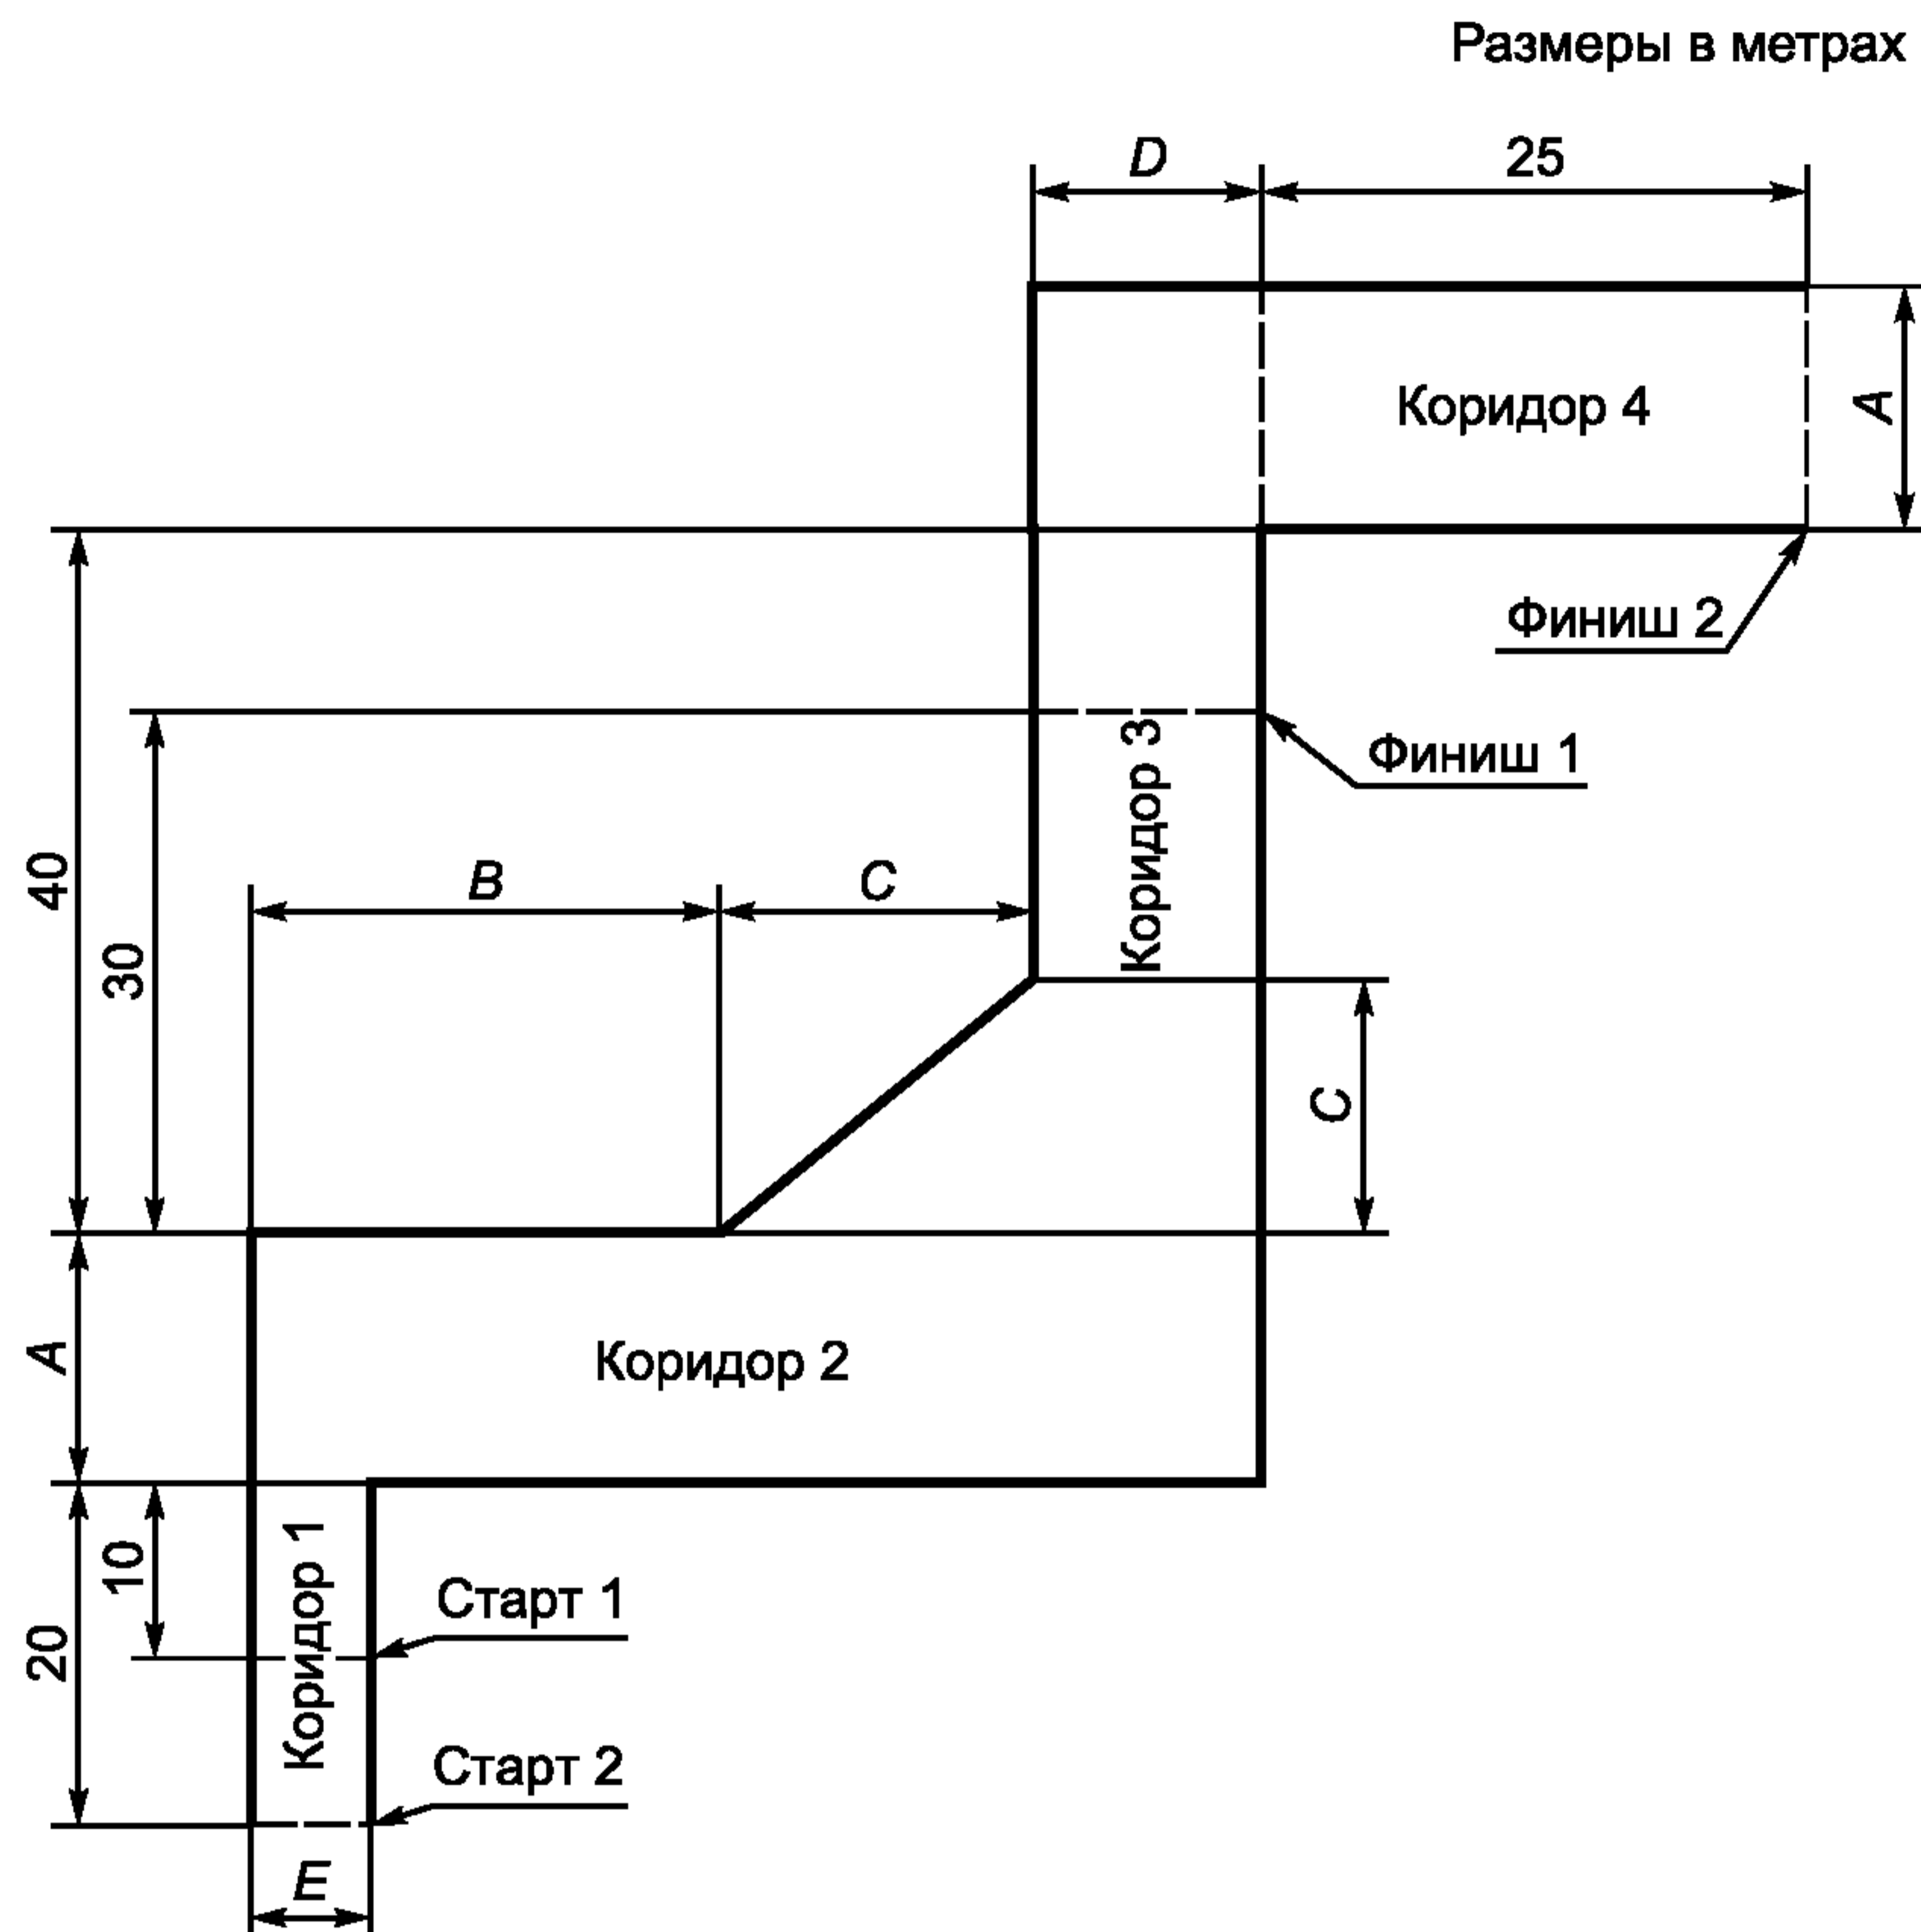 Размеры в метрах
D
25
Коридор 4
A
Финиш 2
Коридор 3
Финиш 1
40
30
B
C
C
A
Коридор 2
10
20
Коридор 1
Старт 1
Старт 2
E